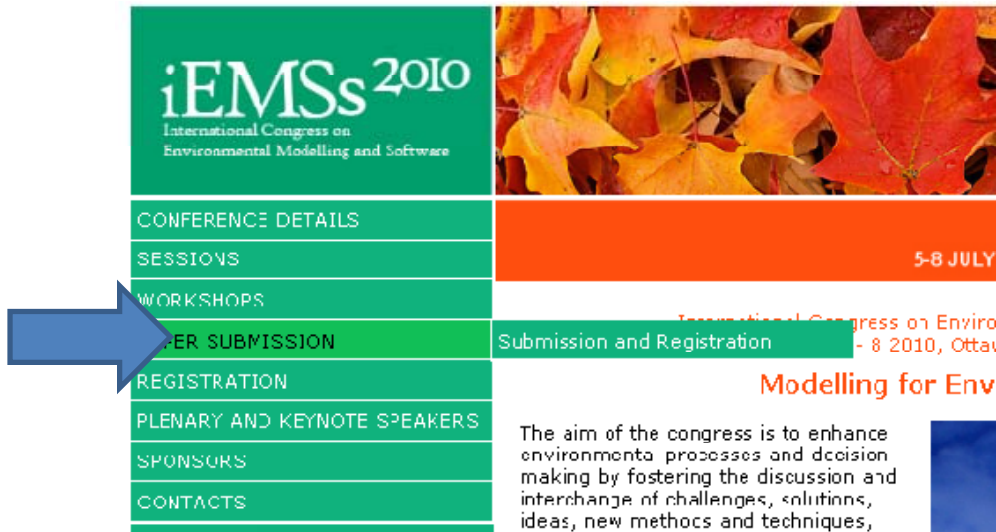 iEMSs 2010
International Congress on
Environmental Modelling and Software
CONFERENCE DETAILS
SESSIONS
5-8 JULY
WORKSHOPS
SUBMISSION
Submission and Registration
- 8 2010,
REGISTRATION
Modelling for Env
PLENARY AND KEYNOTE SPEAKERS
SPONSORS
CONTACTS
The aim of the congress is to enhance
environmental processes and decision
making by fostering the discussion and
interchange of challenges, solutions,
ideas, new methods and techniques,